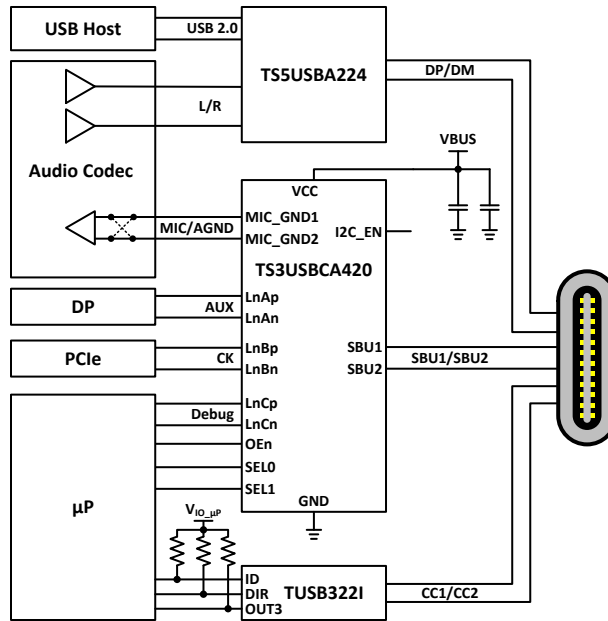 USB Host
USB 2.0
TS5USBA224
DP/DM
L/R
Audio Codec
VBUS
VCC
MIC_GND1
MIC/AGND
MIC_GND2
I2C_EN
TS3USBCA420
DP
AUX
LnAp
LnAn
PCIe
CK
LnBp
LnBn
SBU1
SBU2
SBU1/SBU2
µP
Debug
LnCp
LnCn
OEn
SEL0
SEL1
GND
VIO_µP
ID
DIR
OUT3
TUSB322I
CC1/CC2